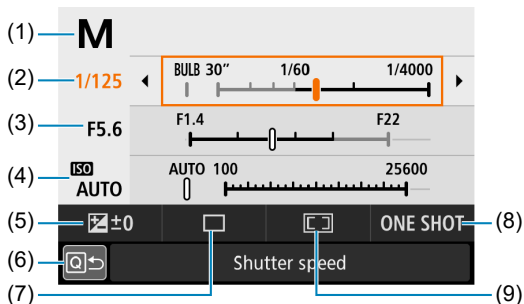 (1) M
(2) 1/125 BULB 30" 1/60 1/4000
(3) F5.6 F1.4 F22
(4) ISO AUTO AUTO 100 25600
(5) ±0 ONE SHOT (8)
(6) Q Shutter speed
(7) (9)